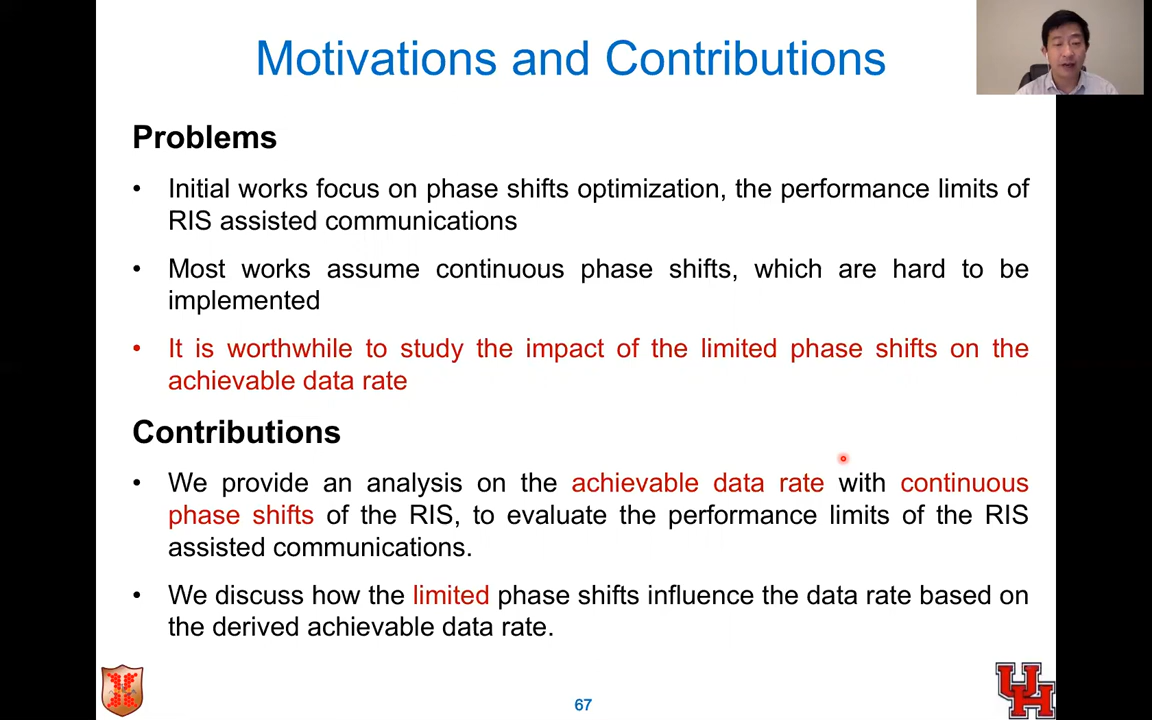 Motivations and Contributions
Problems
• Initial works focus on phase shifts optimization, the performance limits of
RIS assisted communications
• Most works assume continuous phase shifts, which are hard to be
implemented
• It is worthwhile to study the impact of the limited phase shifts on the
achievable data rate
Contributions
• We provide an analysis on the achievable data rate with continuous
phase shifts of the RIS, to evaluate the performance limits of the RIS
assisted communications.
• We discuss how the limited phase shifts influence the data rate based on
the derived achievable data rate.
UH
67